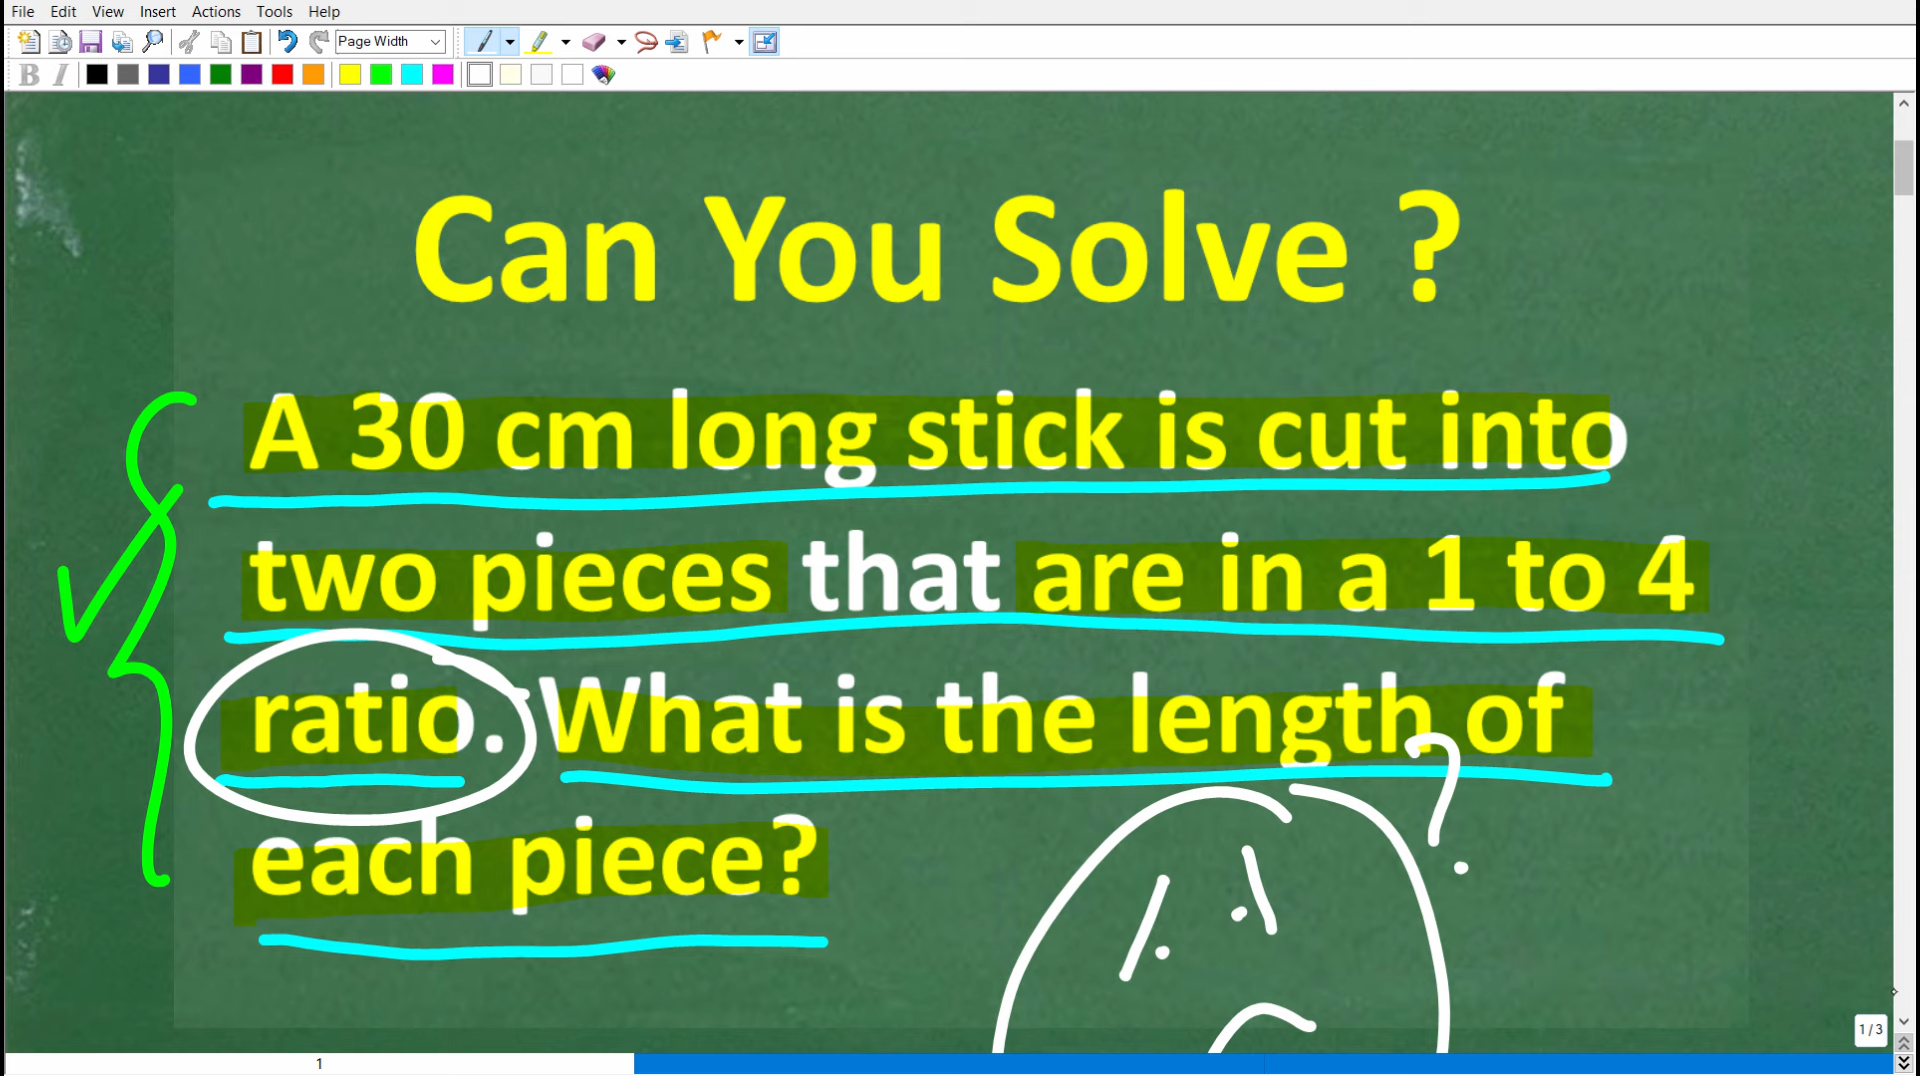 File Edit View Insert Actions Tools Help
Page Width
B I
Can You Solve ?
A 30 cm long stick is cut into
two pieces that are in a 1 to 4
ratio. What is the length of
each piece?
?
1 / 3
1